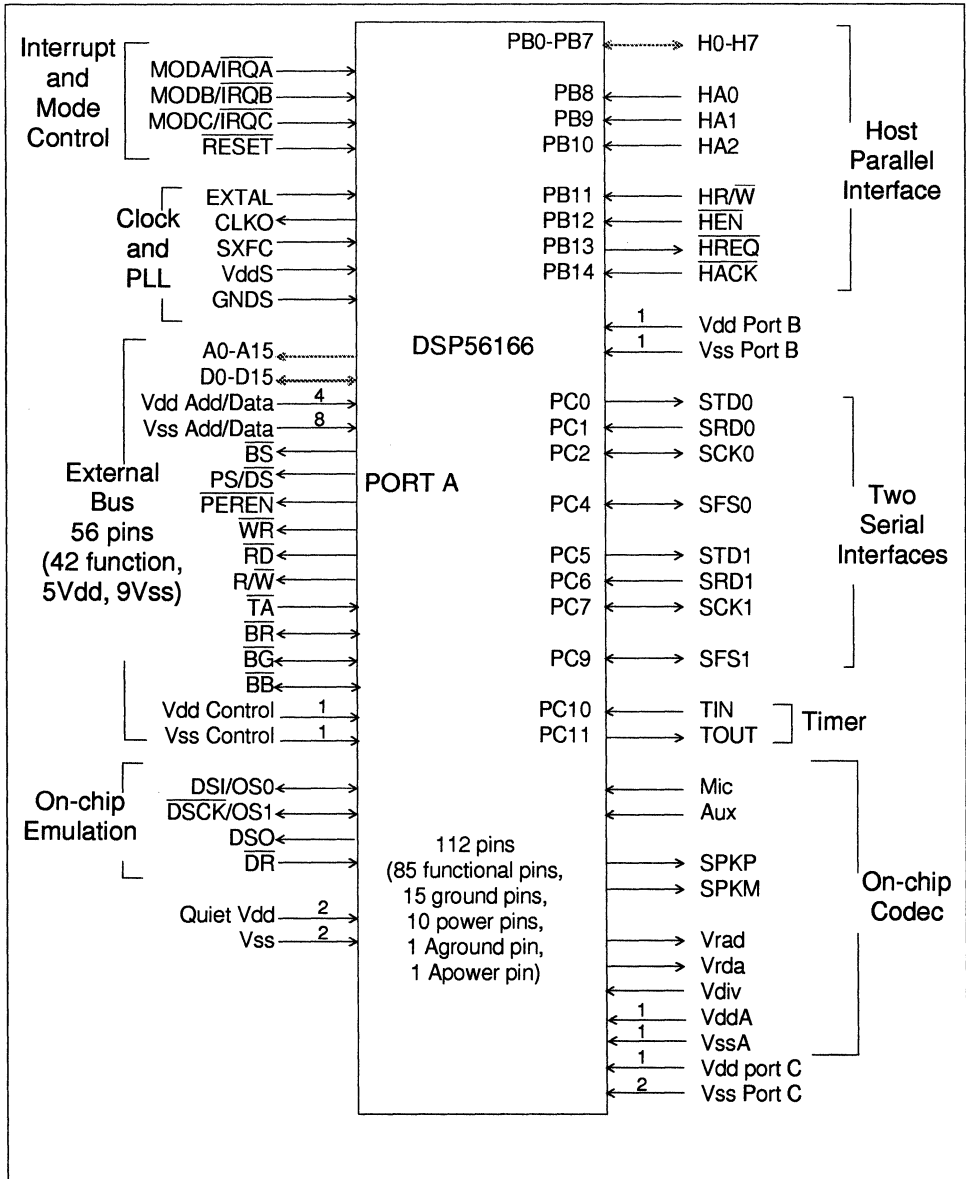 Interrupt
and
Mode
Control
MODA/IRQA
MODB/IRQB
MODC/IRQC
RESET
Clock
and
PLL
EXTAL
CLKO
SXFC
VddS
GNDS
External
Bus
56 pins
(42 function,
5Vdd, 9Vss)
A0-A15
D0-D15
Vdd Add/Data 4
Vss Add/Data 8
BS
PS/DS
PEREN
WR
RD
R/W
TA
BR
BG
BB
Vdd Control 1
Vss Control 1
On-chip
Emulation
DSI/OS0
DSCK/OS1
DSO
DR
Quiet Vdd 2
Vss 2
DSP56166
PORT A
112 pins
(85 functional pins,
15 ground pins,
10 power pins,
1 Aground pin,
1 Apower pin)
PB0-PB7 H0-H7
PB8 HA0
PB9 HA1
PB10 HA2
PB11 HR/W
PB12 HEN
PB13 HREQ
PB14 HACK
Host
Parallel
Interface
1 Vdd Port B
1 Vss Port B
PC0 STD0
PC1 SRD0
PC2 SCK0
PC4 SFS0
PC5 STD1
PC6 SRD1
PC7 SCK1
PC9 SFS1
Two
Serial
Interfaces
PC10 TIN
PC11 TOUT
Timer
Mic
Aux
SPKP
SPKM
Vrad
Vrda
Vdiv
1 VddA
1 VssA
On-chip
Codec
1 Vdd port C
2 Vss Port C